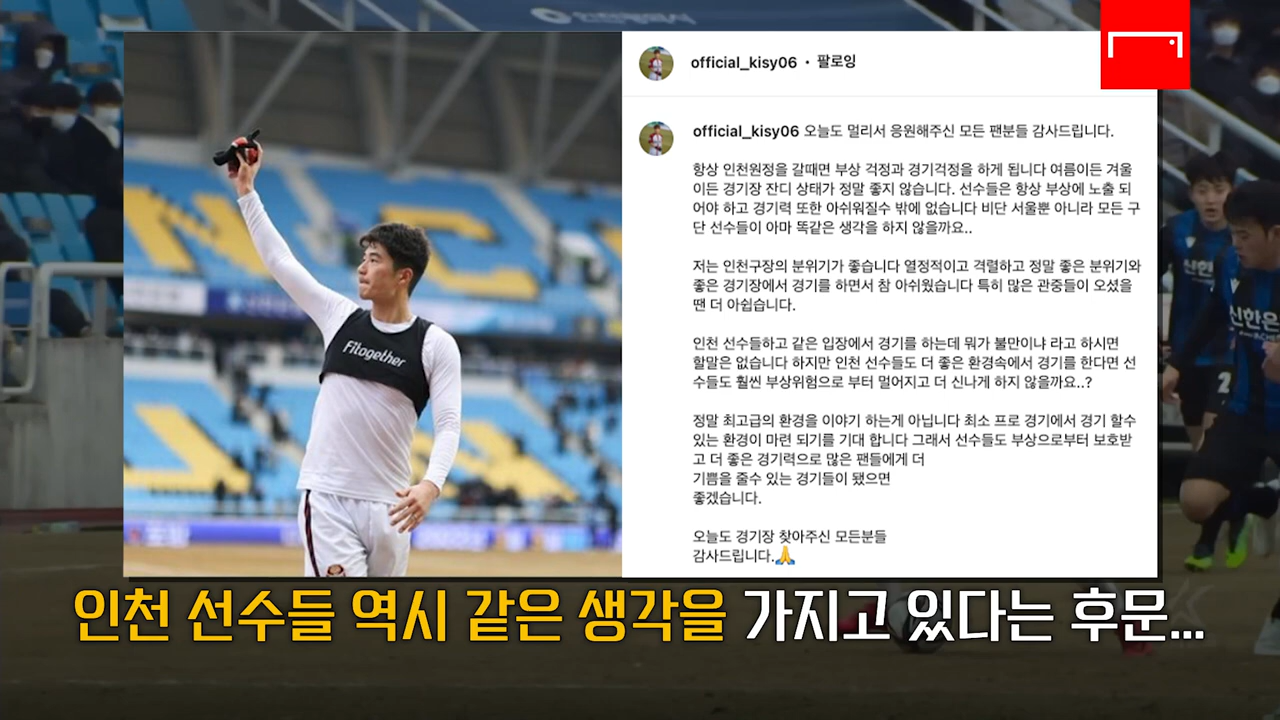 official_kisy06 • 팔로잉
official_kisy06 오늘도 멀리서 응원해주신 모든 팬분들 감사드립니다.
항상 인천원정을 갈때면 부상 걱정과 경기걱정을 하게 됩니다 여름이든 겨울
이든 경기장 잔디 상태가 정말 좋지 않습니다. 선수들은 항상 부상에 노출 되
어야 하고 경기력 또한 아쉬워질수 밖에 없습니다 비단 서울뿐 아니라 모든 구
단 선수들이 아마 똑같은 생각을 하지 않을까요..
저는 인천구장의 분위기가 좋습니다 열정적이고 격렬하고 정말 좋은 분위기와
좋은 경기장에서 경기를 하면서 참 아쉬웠습니다 특히 많은 관중들이 오셨을
땐 더 아쉽습니다.
인천 선수들하고 같은 입장에서 경기를 하는데 뭐가 불만이냐 라고 하시면
할말은 없습니다 하지만 인천 선수들도 더 좋은 환경속에서 경기를 한다면 선
수들도 훨씬 부상위험으로 부터 멀어지고 더 신나게 하지 않을까요..?
정말 최고급의 환경을 이야기 하는게 아닙니다 최소 프로 경기에서 경기 할수
있는 환경이 마련 되기를 기대 합니다 그래서 선수들도 부상으로부터 보호받
고 더 좋은 경기력으로 많은 팬들에게 더
기쁨을 줄수 있는 경기들이 됐으면
좋겠습니다.
오늘도 경기장 찾아주신 모든분들
감사드립니다.🙏
Fitogether
신한
신한은
2
인천 선수들 역시 같은 생각을 가지고 있다는 후문...